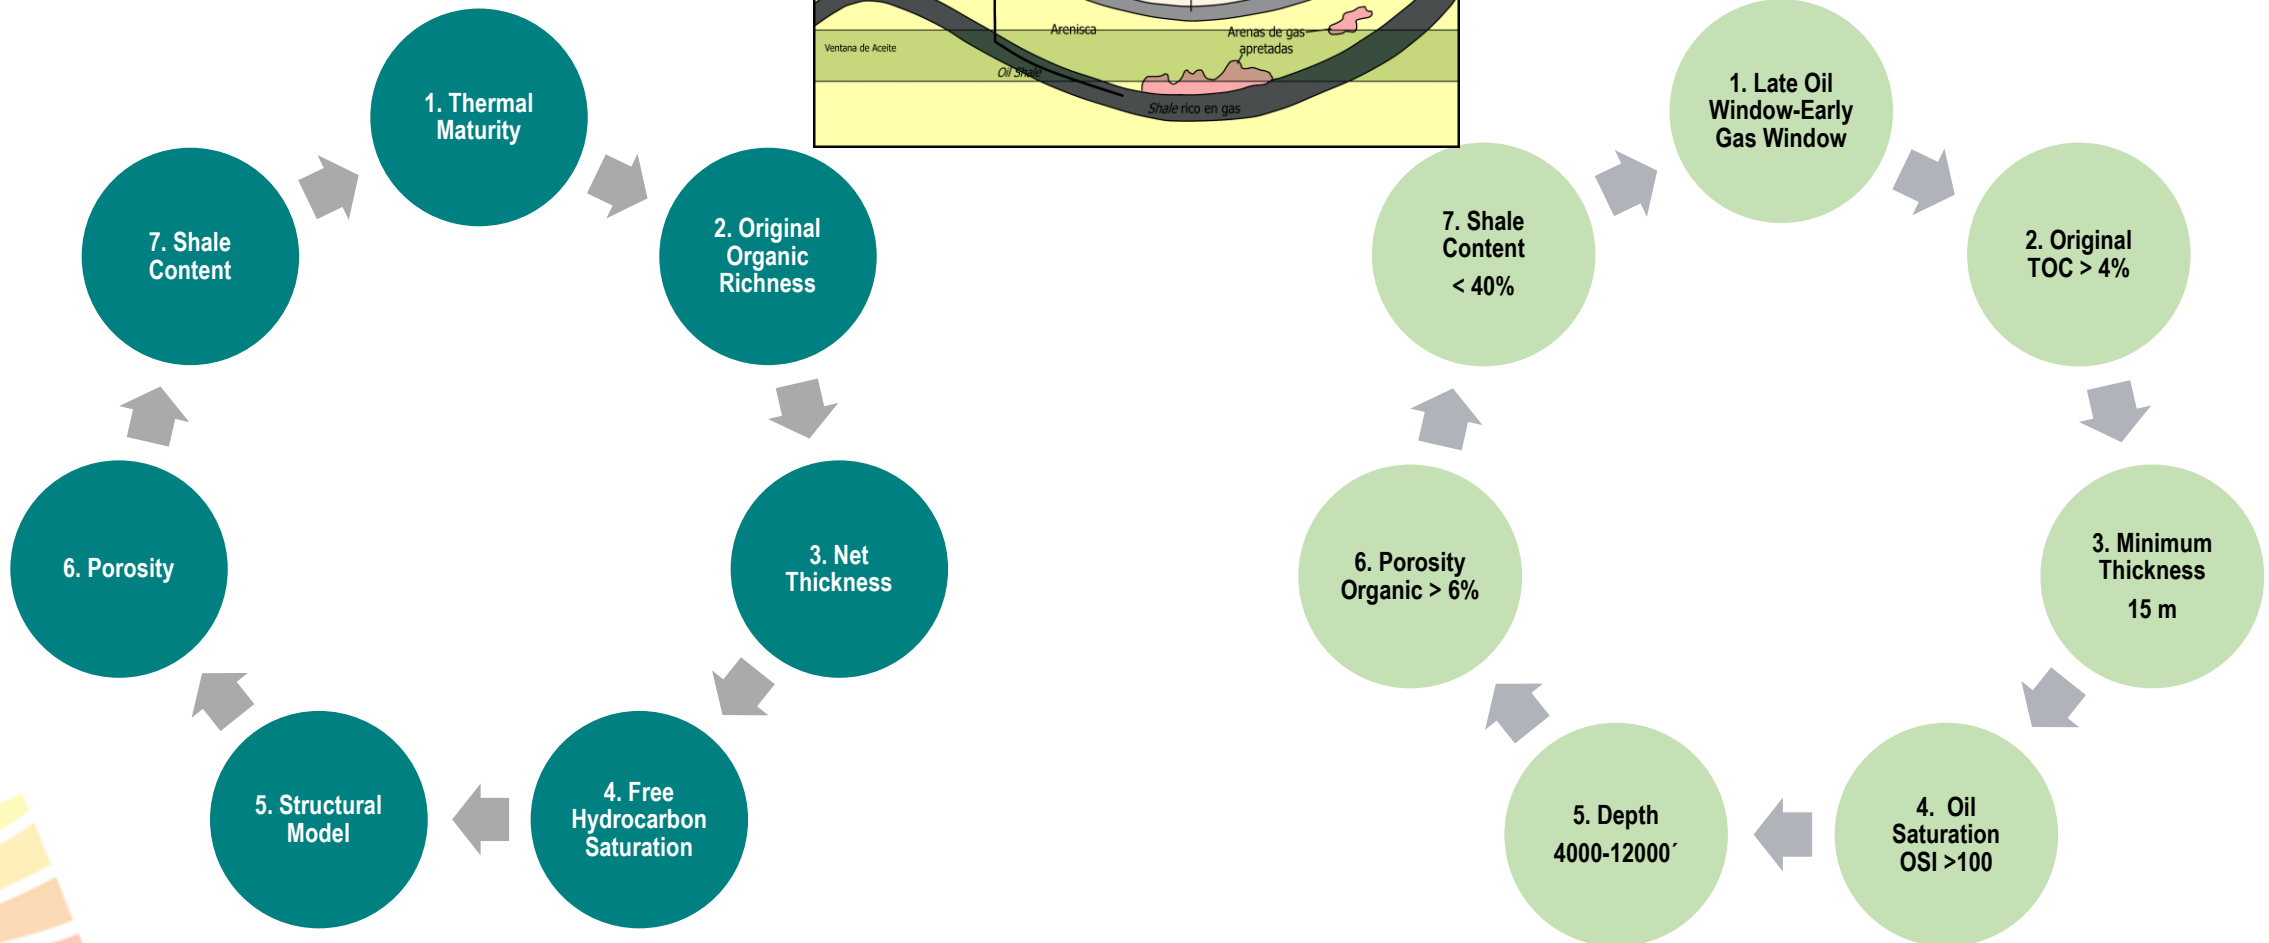 1. Thermal
Maturity
2. Original
Organic
Richness
3. Net
Thickness
4. Free
Hydrocarbon
Saturation
5. Structural
Model
6. Porosity
7. Shale
Content
Arenisca
Arenas de gas
apretadas
Ventana de Aceite
Oil Shale
Shale rico en gas
1. Late Oil
Window-Early
Gas Window
2. Original
TOC > 4%
3. Minimum
Thickness
15 m
4. Oil
Saturation
OSI >100
5. Depth
4000-12000´
6. Porosity
Organic > 6%
7. Shale
Content
< 40%